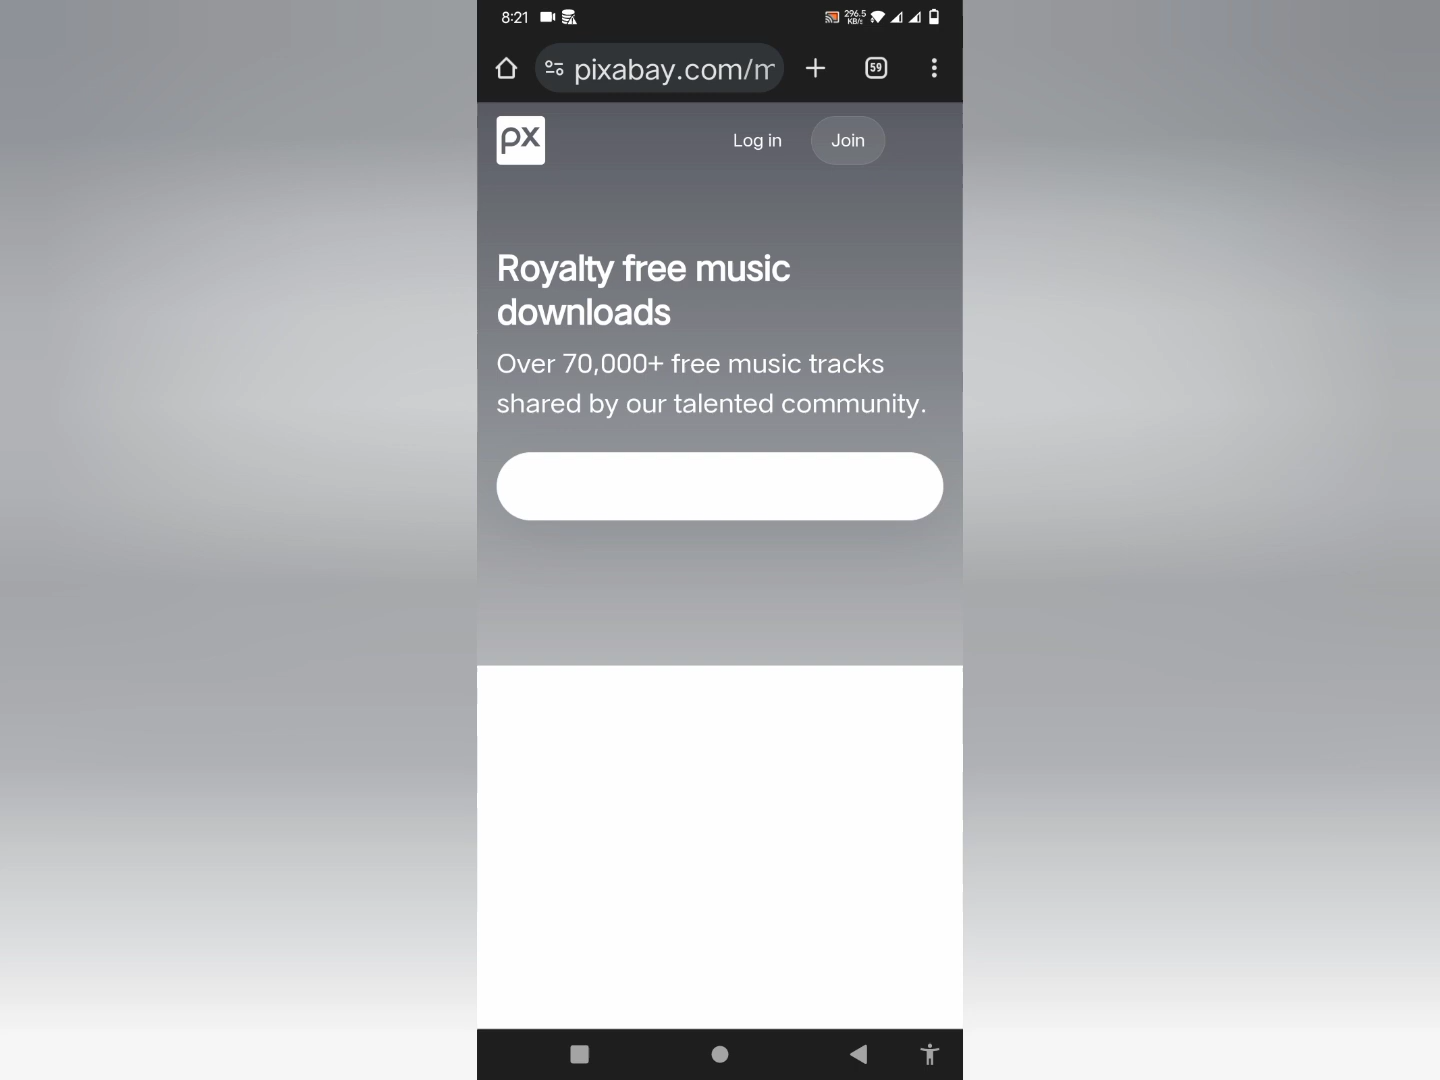 8:21
296.5
KB/s
pixabay.com/m
59
px
Log in
Join
Royalty free music
downloads
Over 70,000+ free music tracks
shared by our talented community.